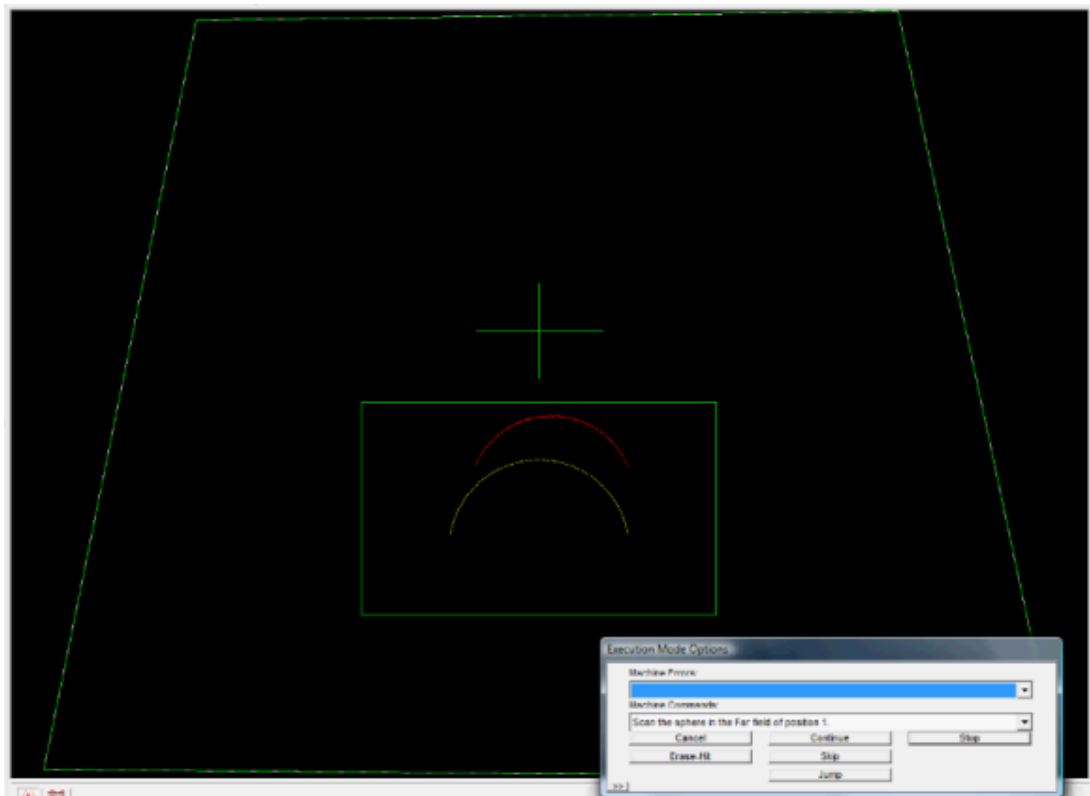 Execution Mode Options
Machine Errors:
Machine Commands:
Scan the sphere in the Far field of position 1.
Cancel
Continue
Stop
Erase Hit
Skip
Jump
>>